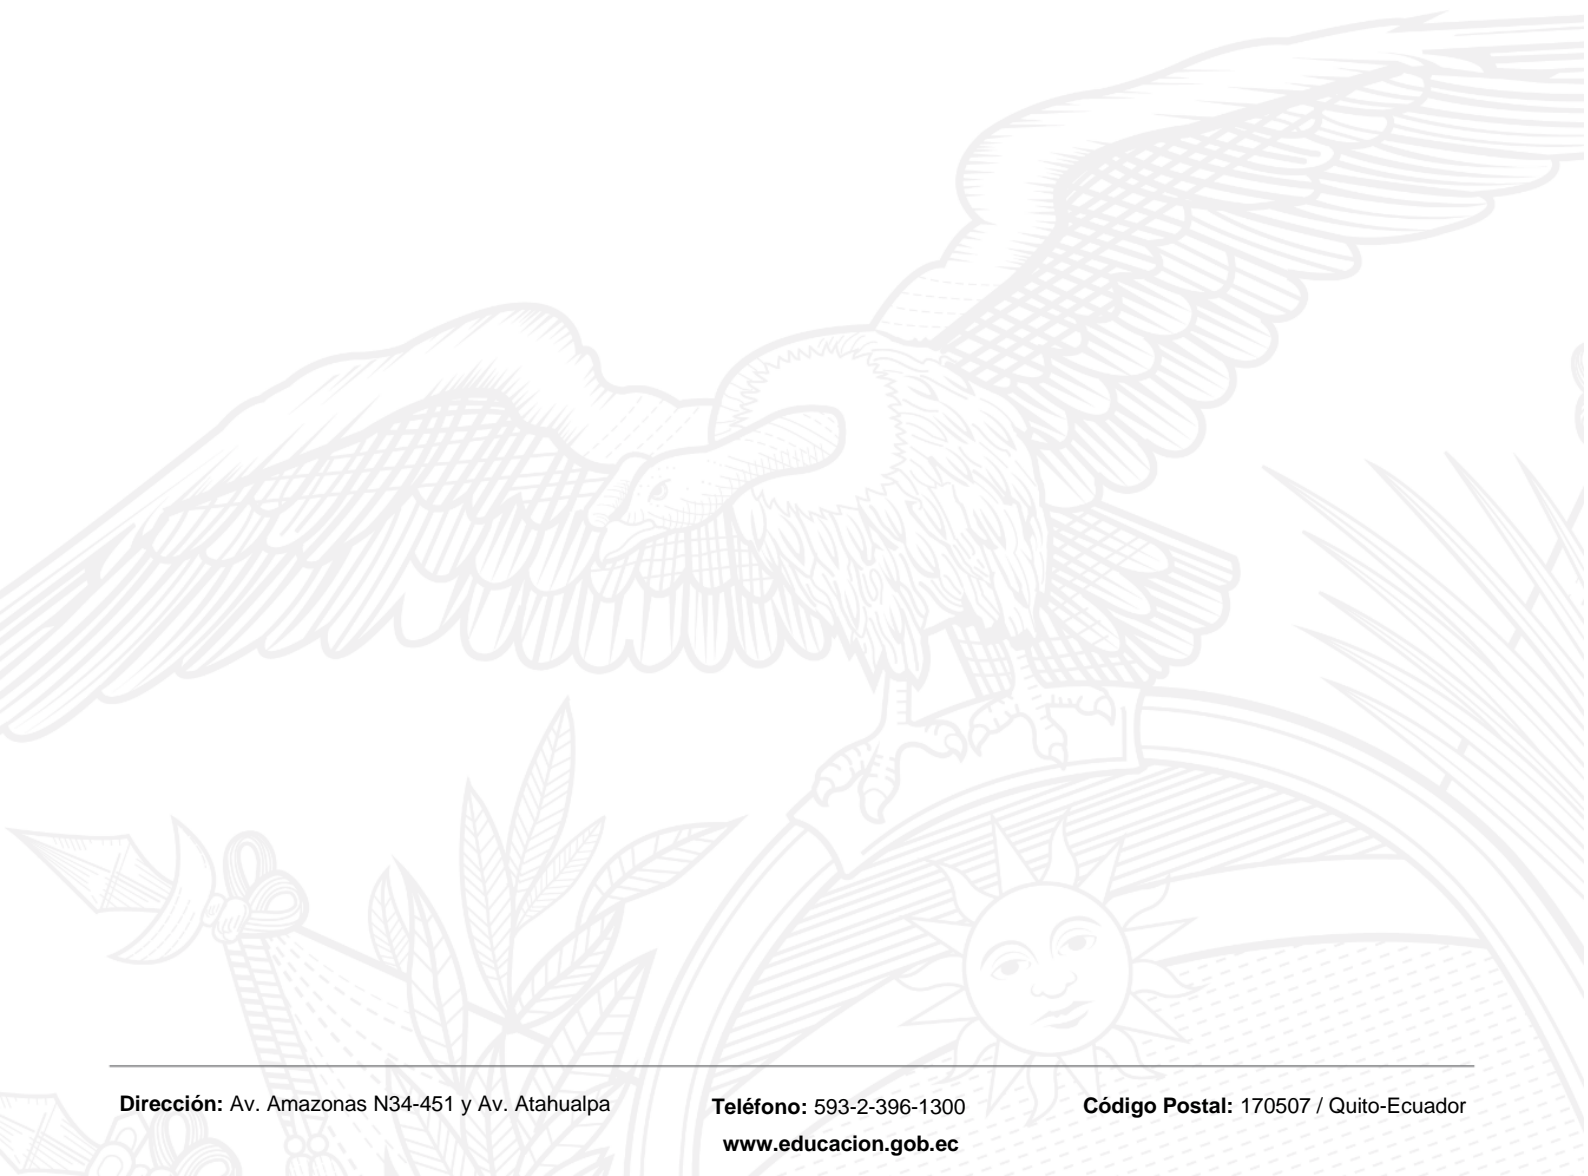 Dirección: Av. Amazonas N34-451 y Av. Atahualpa
Teléfono: 593-2-396-1300
Código Postal: 170507 / Quito-Ecuador
www.educacion.gob.ec